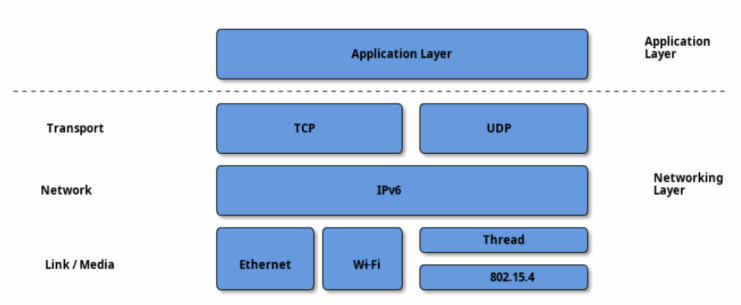 Application Layer
Application
Layer
Transport
TCP
UDP
Network
IPv6
Networking
Layer
Link / Media
Ethernet
Wi-Fi
Thread
802.15.4